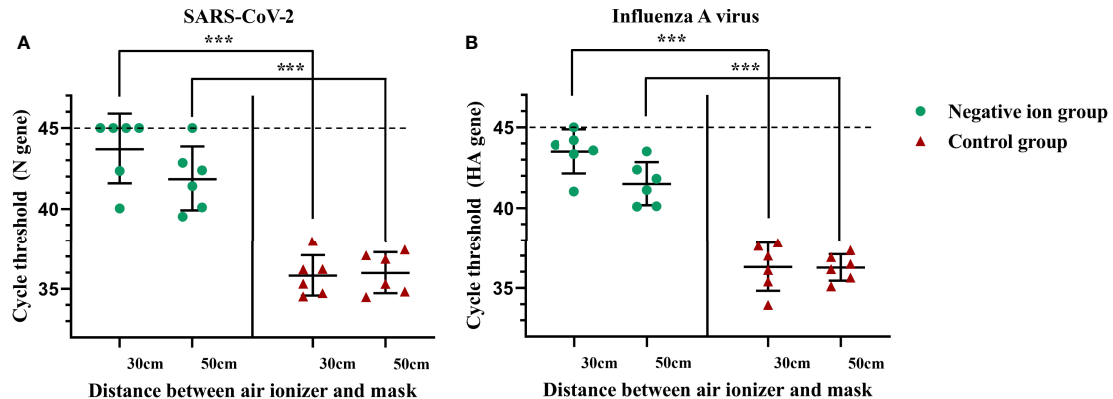 SARS-CoV-2
A
***
***
Cycle threshold (N gene)
45
40
35
30cm
50cm
30cm
50cm
Distance between air ionizer and mask
Influenza A virus
B
***
***
Cycle threshold (HA gene)
45
40
35
30cm
50cm
30cm
50cm
Distance between air ionizer and mask
Negative ion group
Control group